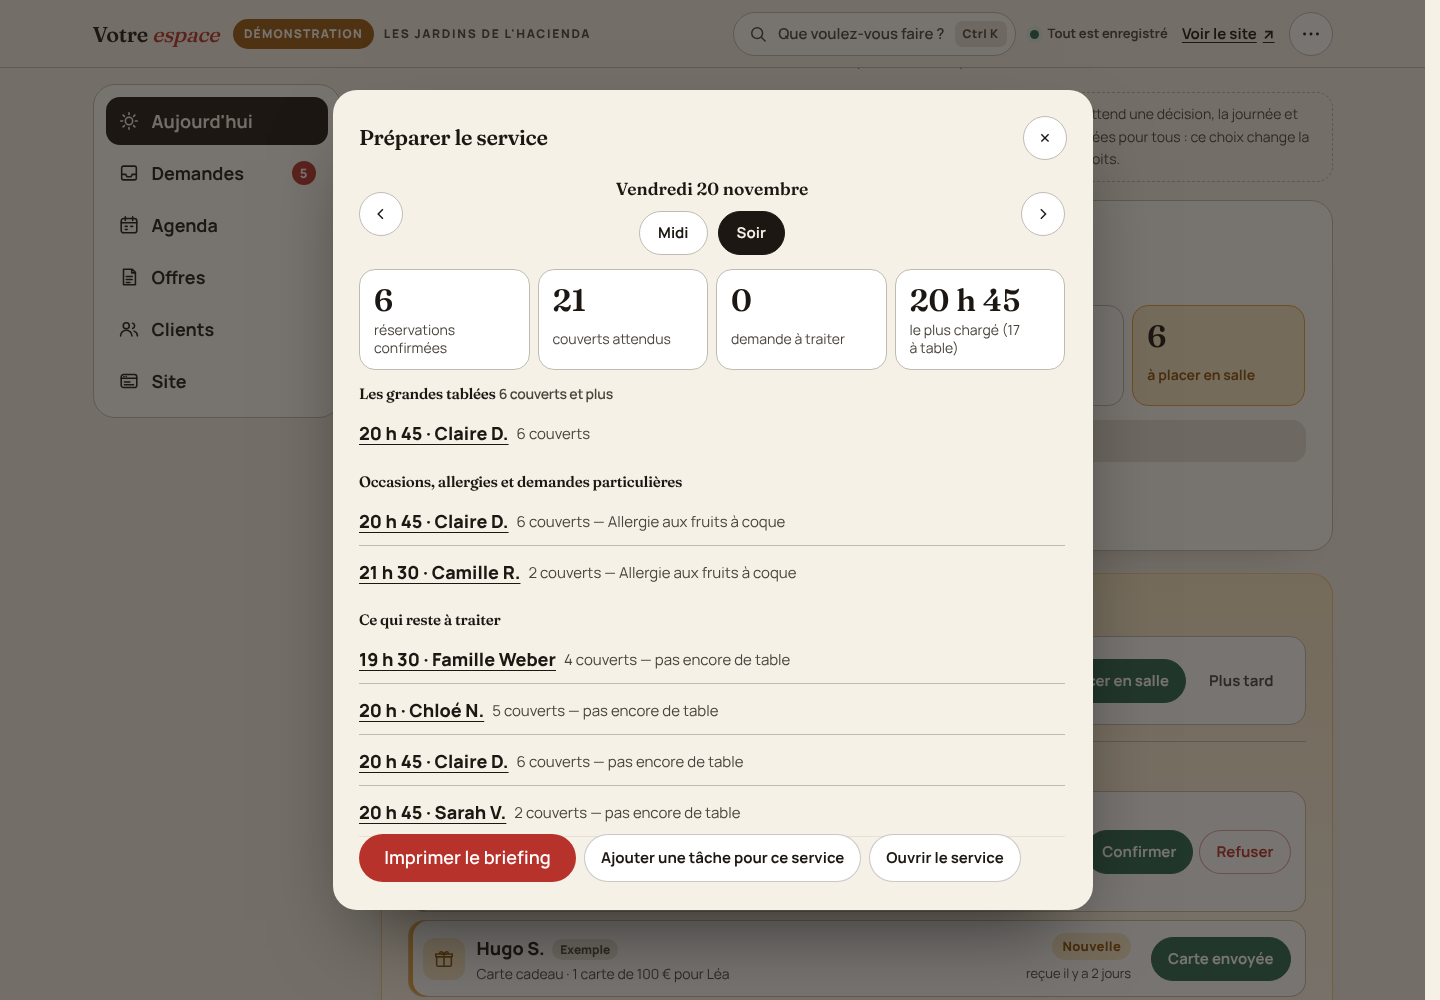 Votre espace DÉMONSTRATION LES JARDINS DE L'HACIENDA
Que voulez-vous faire ? Ctrl K
Tout est enregistré Voir le site
Aujourd'hui
Demandes 5
Agenda
Offres
Clients
Site
Préparer le service
Vendredi 20 novembre
Midi Soir
6
réservations
confirmées
21
couverts attendus
0
demande à traiter
20 h 45
le plus chargé (17
à table)
Les grandes tablées 6 couverts et plus
20 h 45 · Claire D. 6 couverts
Occasions, allergies et demandes particulières
20 h 45 · Claire D. 6 couverts — Allergie aux fruits à coque
21 h 30 · Camille R. 2 couverts — Allergie aux fruits à coque
Ce qui reste à traiter
19 h 30 · Famille Weber 4 couverts — pas encore de table
20 h · Chloé N. 5 couverts — pas encore de table
20 h 45 · Claire D. 6 couverts — pas encore de table
20 h 45 · Sarah V. 2 couverts — pas encore de table
Imprimer le briefing Ajouter une tâche pour ce service Ouvrir le service
une décision, la journée et
pour tous : ce choix change la
6
à placer en salle
en salle Plus tard
Confirmer Refuser
Hugo S. Exemple
Carte cadeau · 1 carte de 100 € pour Léa
Nouvelle
reçue il y a 2 jours
Carte envoyée